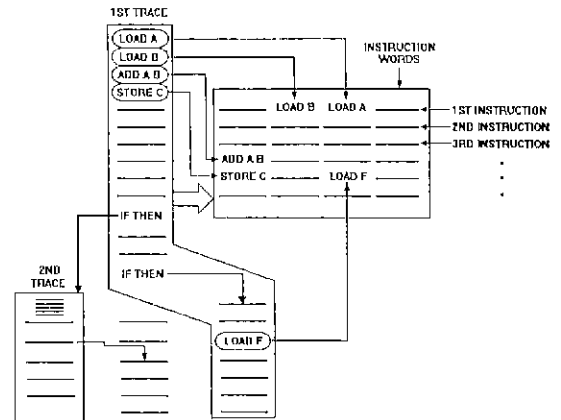 1ST TRACE
LOAD A
LOAD B
ADD A B
STORE C
IF THEN
IF THEN
LOAD F
2ND
TRACE
INSTRUCTION
WORDS
LOAD B LOAD A
ADD A B
STORE C LOAD F
1ST INSTRUCTION
2ND INSTRUCTION
3RD INSTRUCTION